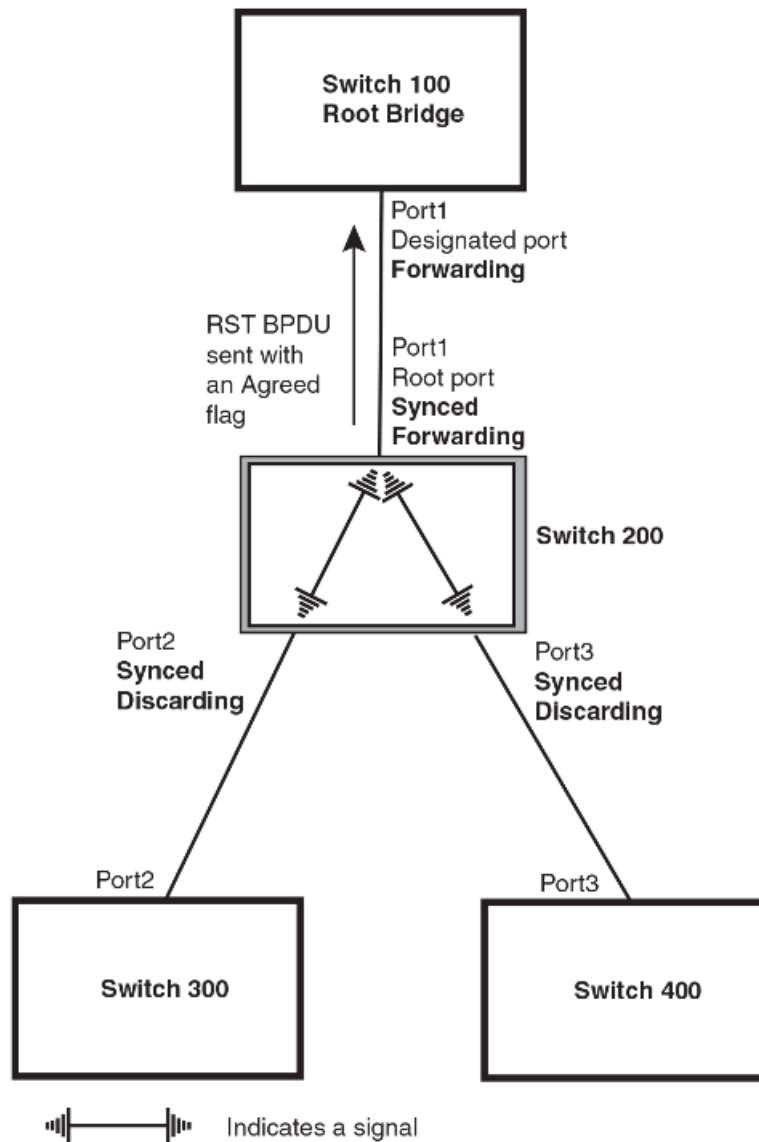 Switch 100
Root Bridge
Port1
Designated port
Forwarding
RST BPDU
sent with
an Agreed
flag
Port1
Root port
Synced
Forwarding
Switch 200
Port2
Synced
Discarding
Port3
Synced
Discarding
Port2
Port3
Switch 300
Switch 400
Indicates a signal